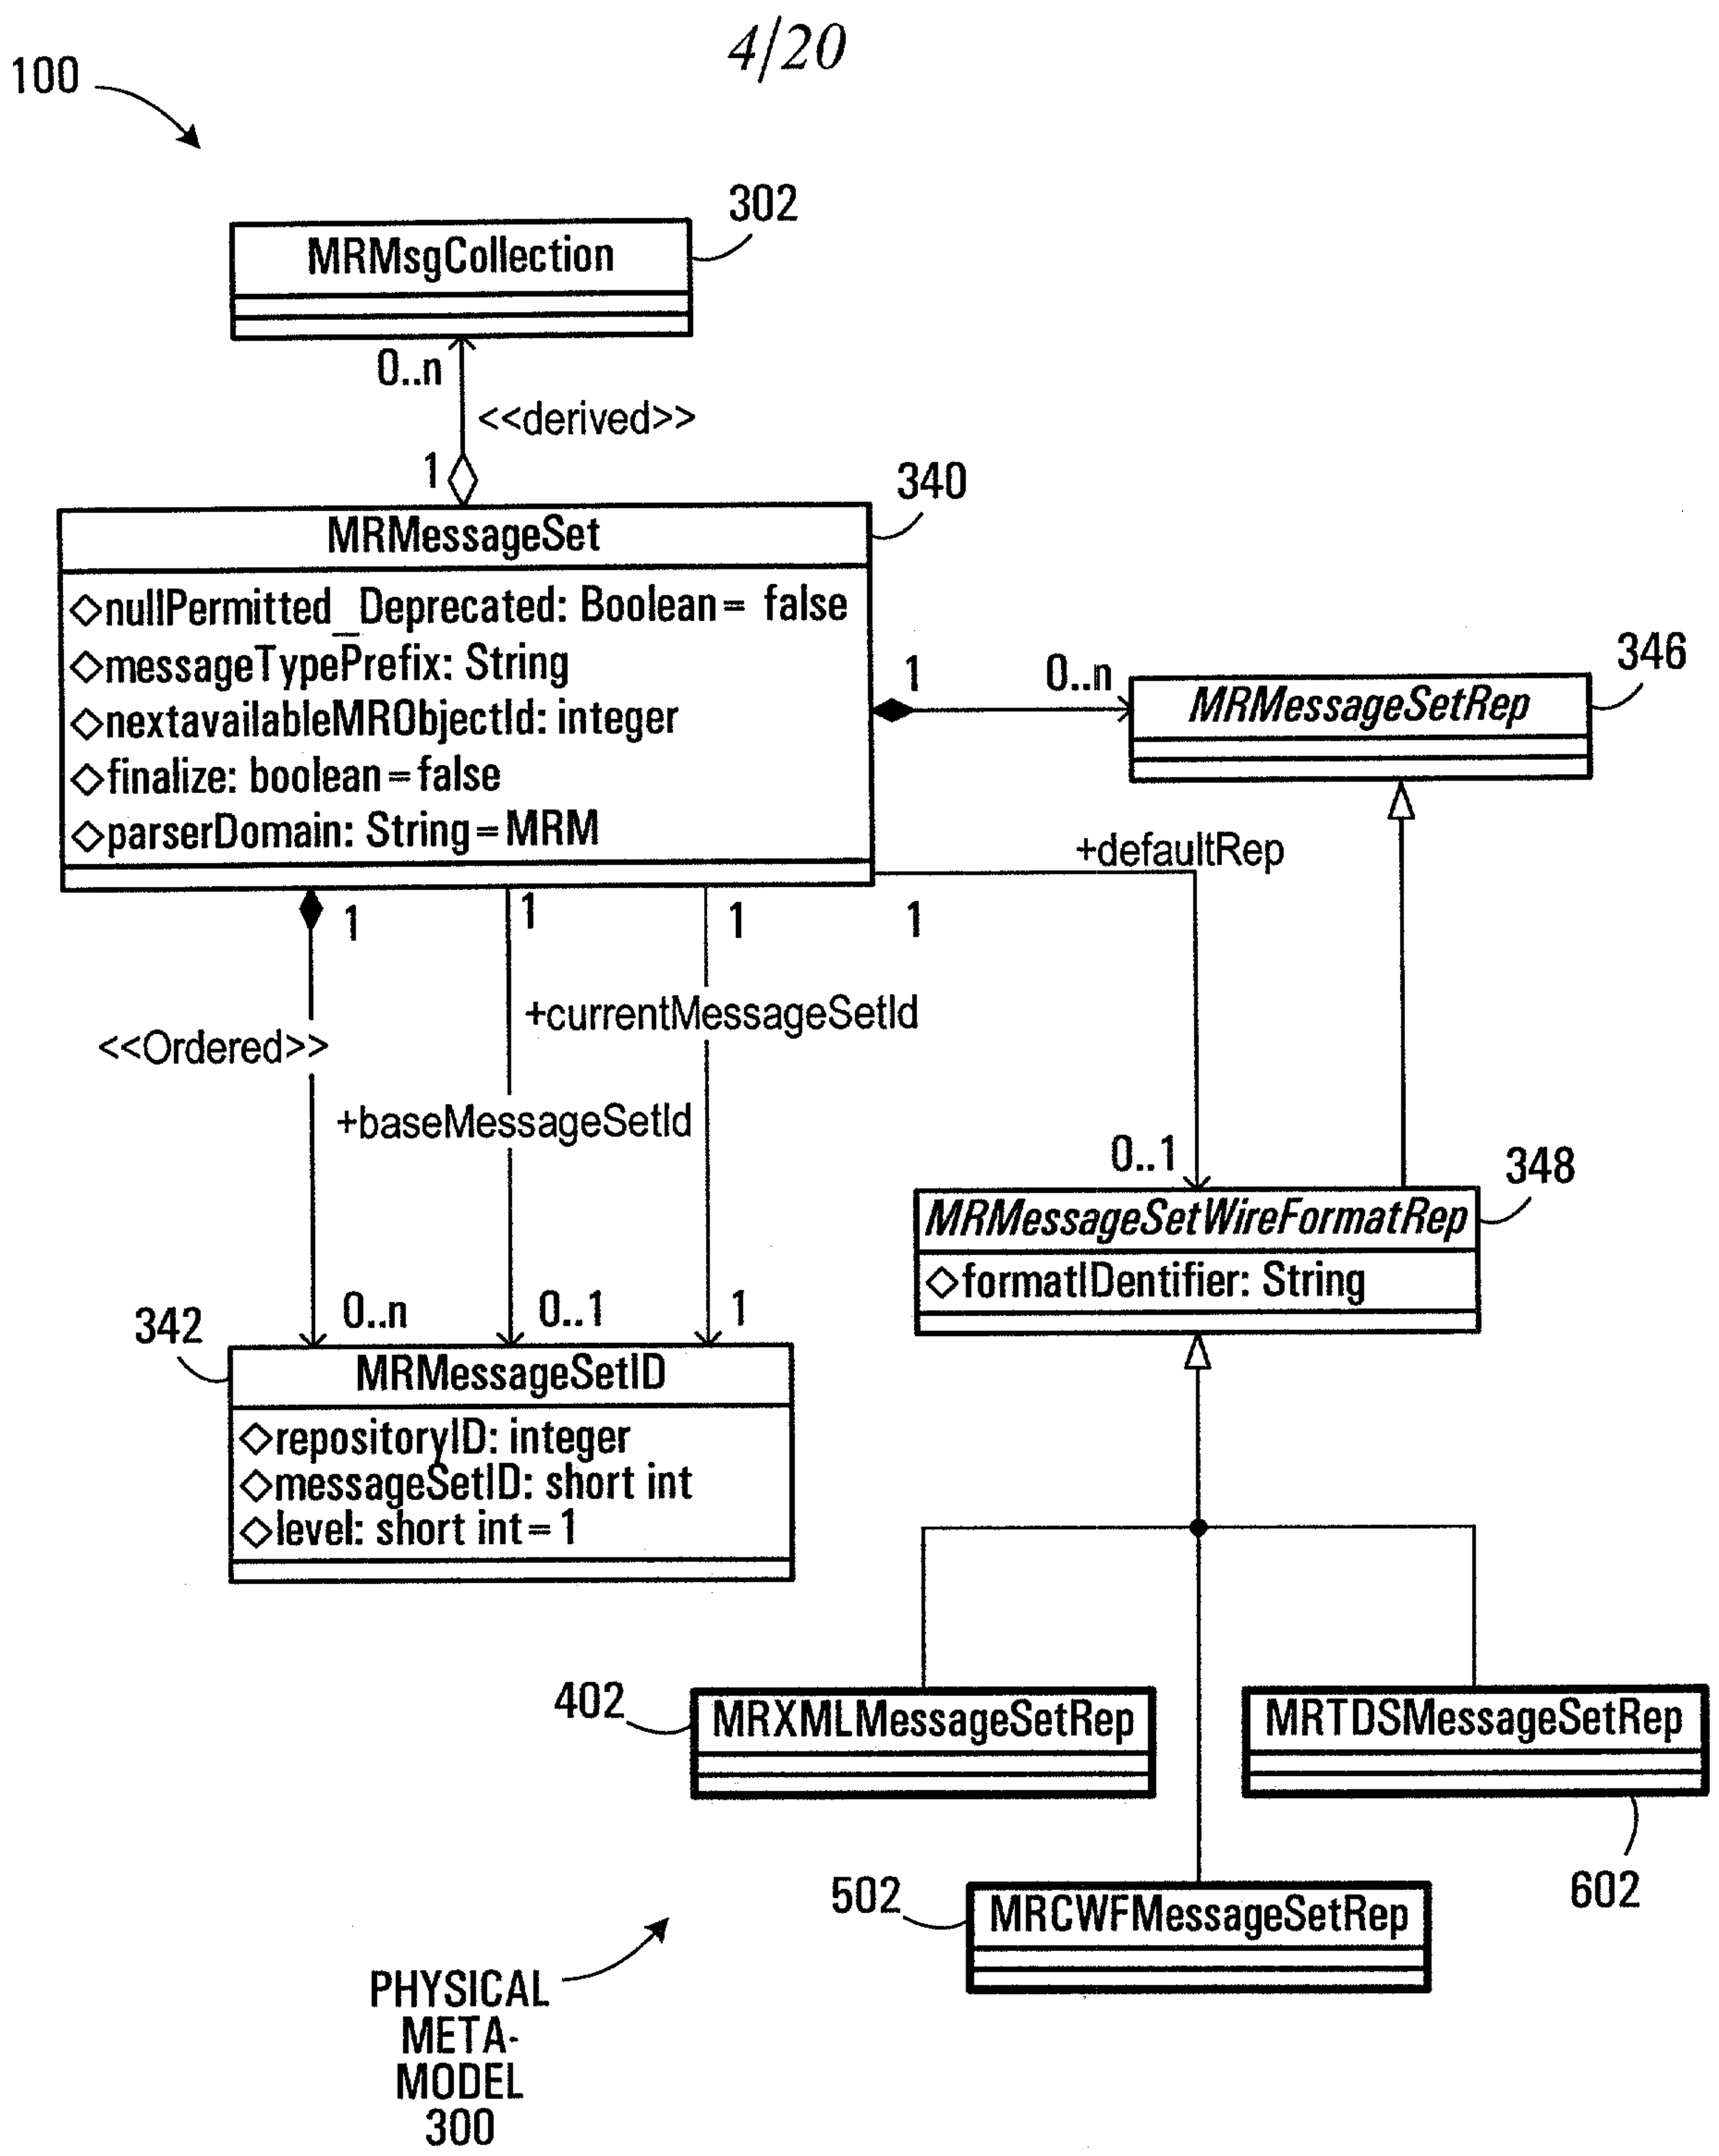 4/20
100
302
MRMsgCollection
0..n
<<derived>>
1
340
MRMessageSet
nullPermitted_Deprecated: Boolean = false
messageTypePrefix: String
nextavailableMRObjectId: integer
finalize: boolean = false
parserDomain: String = MRM
1
0..n
346
MRMessageSetRep
+defaultRep
1
1
1
1
+currentMessageSetId
<<Ordered>>
+baseMessageSetId
0..1
348
MRMessageSetWireFormatRep
formatIDentifier: String
342
0..n
0..1
1
MRMessageSetID
repositoryID: integer
messageSetID: short int
level: short int = 1
402
MRXMLMessageSetRep
MRTDSMessageSetRep
602
502
MRCWFMessageSetRep
PHYSICAL
META-
MODEL
300